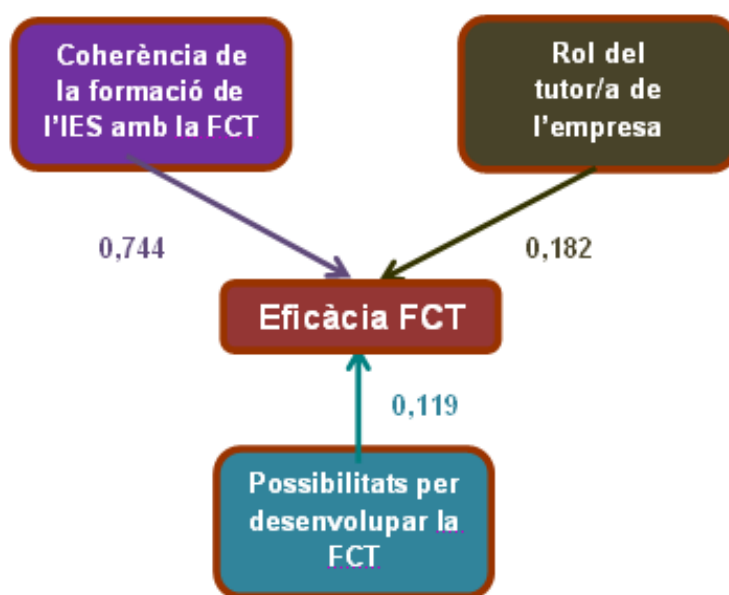 Coherència de
la formació de
l'IES amb la FCT
Rol del
tutor/a de
l'empresa
0,744
0,182
Eficàcia FCT
0,119
Possibilitats per
desenvolupar la
FCT